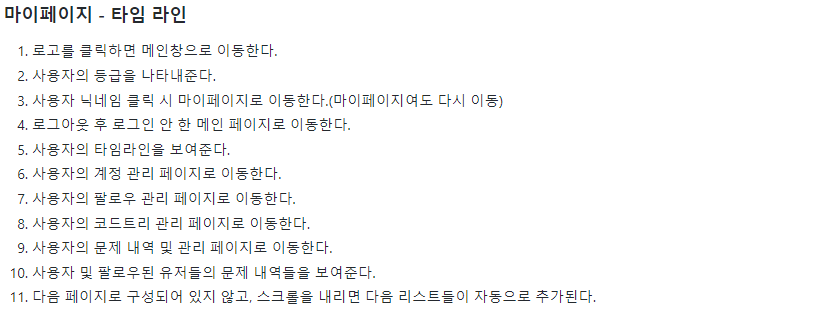 마이페이지 - 타임 라인
1. 로고를 클릭하면 메인창으로 이동한다.
2. 사용자의 등급을 나타내준다.
3. 사용자 닉네임 클릭 시 마이페이지로 이동한다.(마이페이지여도 다시 이동)
4. 로그아웃 후 로그인 안 한 메인 페이지로 이동한다.
5. 사용자의 타임라인을 보여준다.
6. 사용자의 계정 관리 페이지로 이동한다.
7. 사용자의 팔로우 관리 페이지로 이동한다.
8. 사용자의 코드트리 관리 페이지로 이동한다.
9. 사용자의 문제 내역 및 관리 페이지로 이동한다.
10. 사용자 및 팔로우된 유저들의 문제 내역들을 보여준다.
11. 다음 페이지로 구성되어 있지 않고, 스크롤을 내리면 다음 리스트들이 자동으로 추가된다.